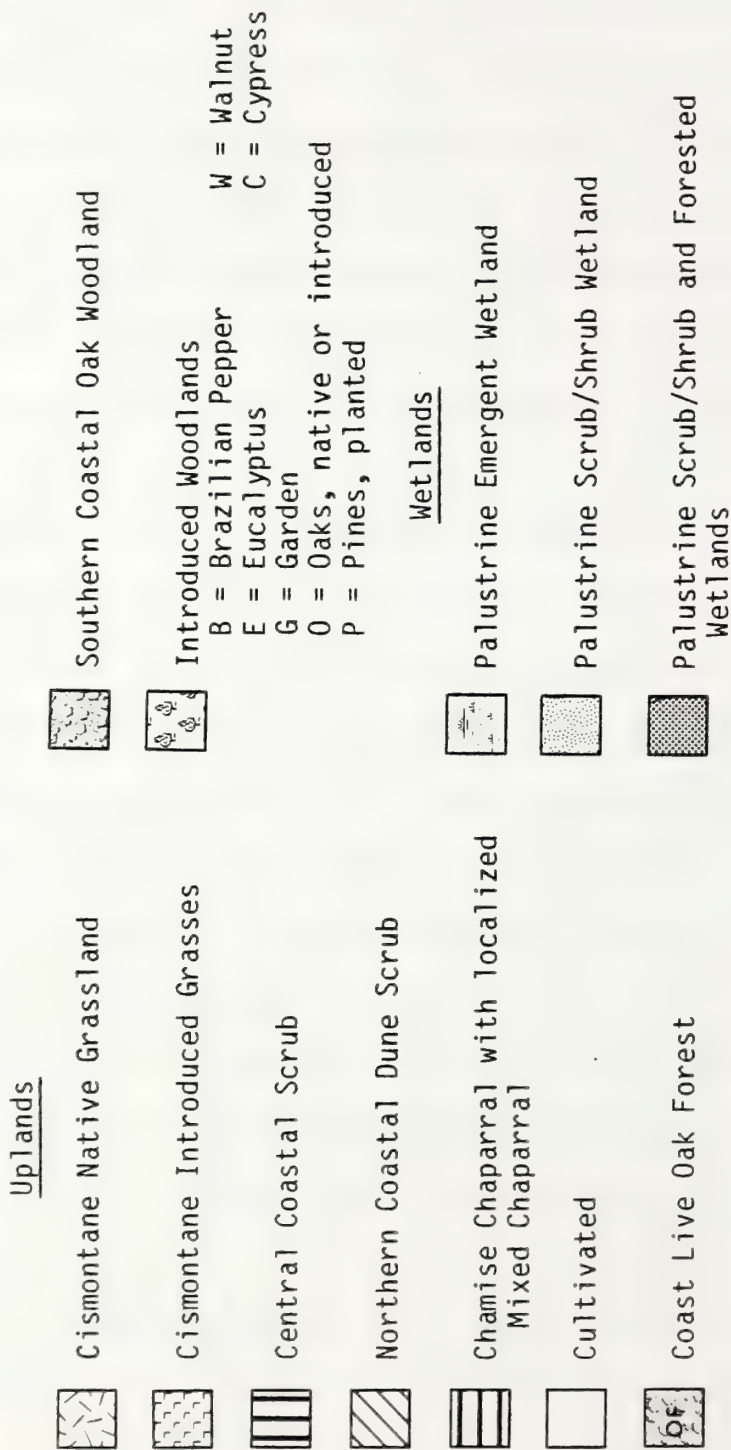 Uplands
Cismontane Native Grassland
Cismontane Introduced Grasses
Central Coastal Scrub
Northern Coastal Dune Scrub
Chamise Chaparral with localized
Mixed Chaparral
Cultivated
OF
Coast Live Oak Forest
Southern Coastal Oak Woodland
Introduced Woodlands
B = Brazilian Pepper W = Walnut
E = Eucalyptus C = Cypress
G = Garden
O = Oaks, native or introduced
P = Pines, planted
Wetlands
Palustrine Emergent Wetland
Palustrine Scrub/Shrub Wetland
Palustrine Scrub/Shrub and Forested
Wetlands